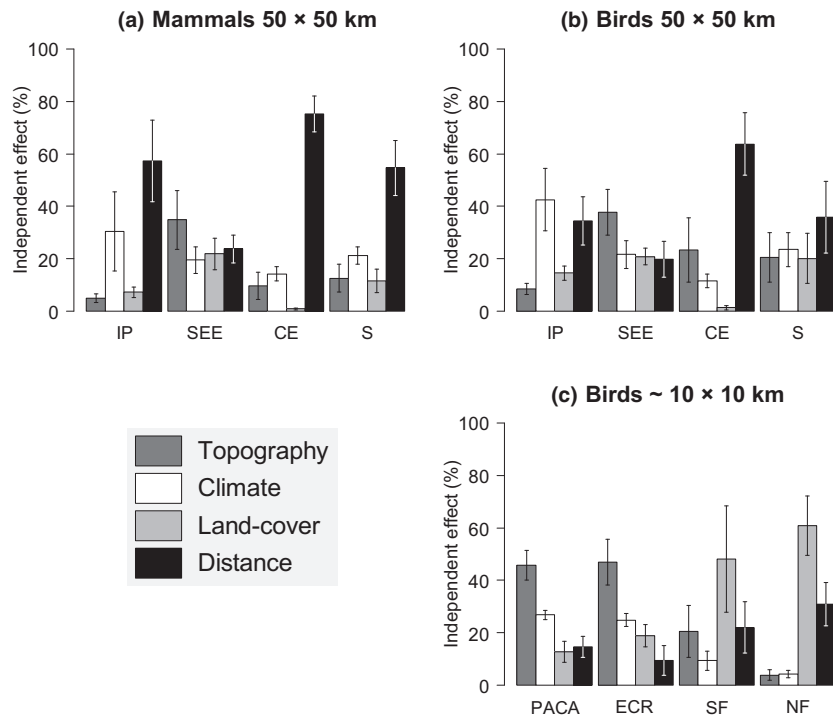 (a) Mammals 50 × 50 km
Independent effect (%)
100
80
60
40
20
0
IP SEE CE S
(b) Birds 50 × 50 km
Independent effect (%)
100
80
60
40
20
0
IP SEE CE S
Topography
Climate
Land-cover
Distance
(c) Birds ~ 10 × 10 km
Independent effect (%)
100
80
60
40
20
0
PACA ECR SF NF